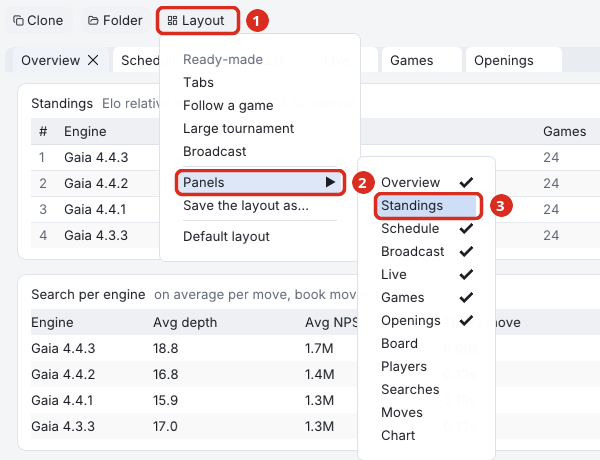 Clone Folder Layout 1
Overview Sched Games Openings
Ready-made
Tabs
Follow a game
Large tournament
Broadcast
Panels 2
Save the layout as...
Default layout
Overview
Standings 3
Schedule
Broadcast
Live
Games
Openings
Board
Players
Searches
Moves
Chart
Standings Elo relativ
# Engine Games
1 Gaia 4.4.3 24
2 Gaia 4.4.2 24
3 Gaia 4.4.1 24
4 Gaia 4.3.3 24
Search per engine on average per move, book mov
Engine Avg depth Avg NPS move
Gaia 4.4.3 18.8 1.7M
Gaia 4.4.2 16.8 1.4M
Gaia 4.4.1 15.9 1.3M
Gaia 4.3.3 17.0 1.3M